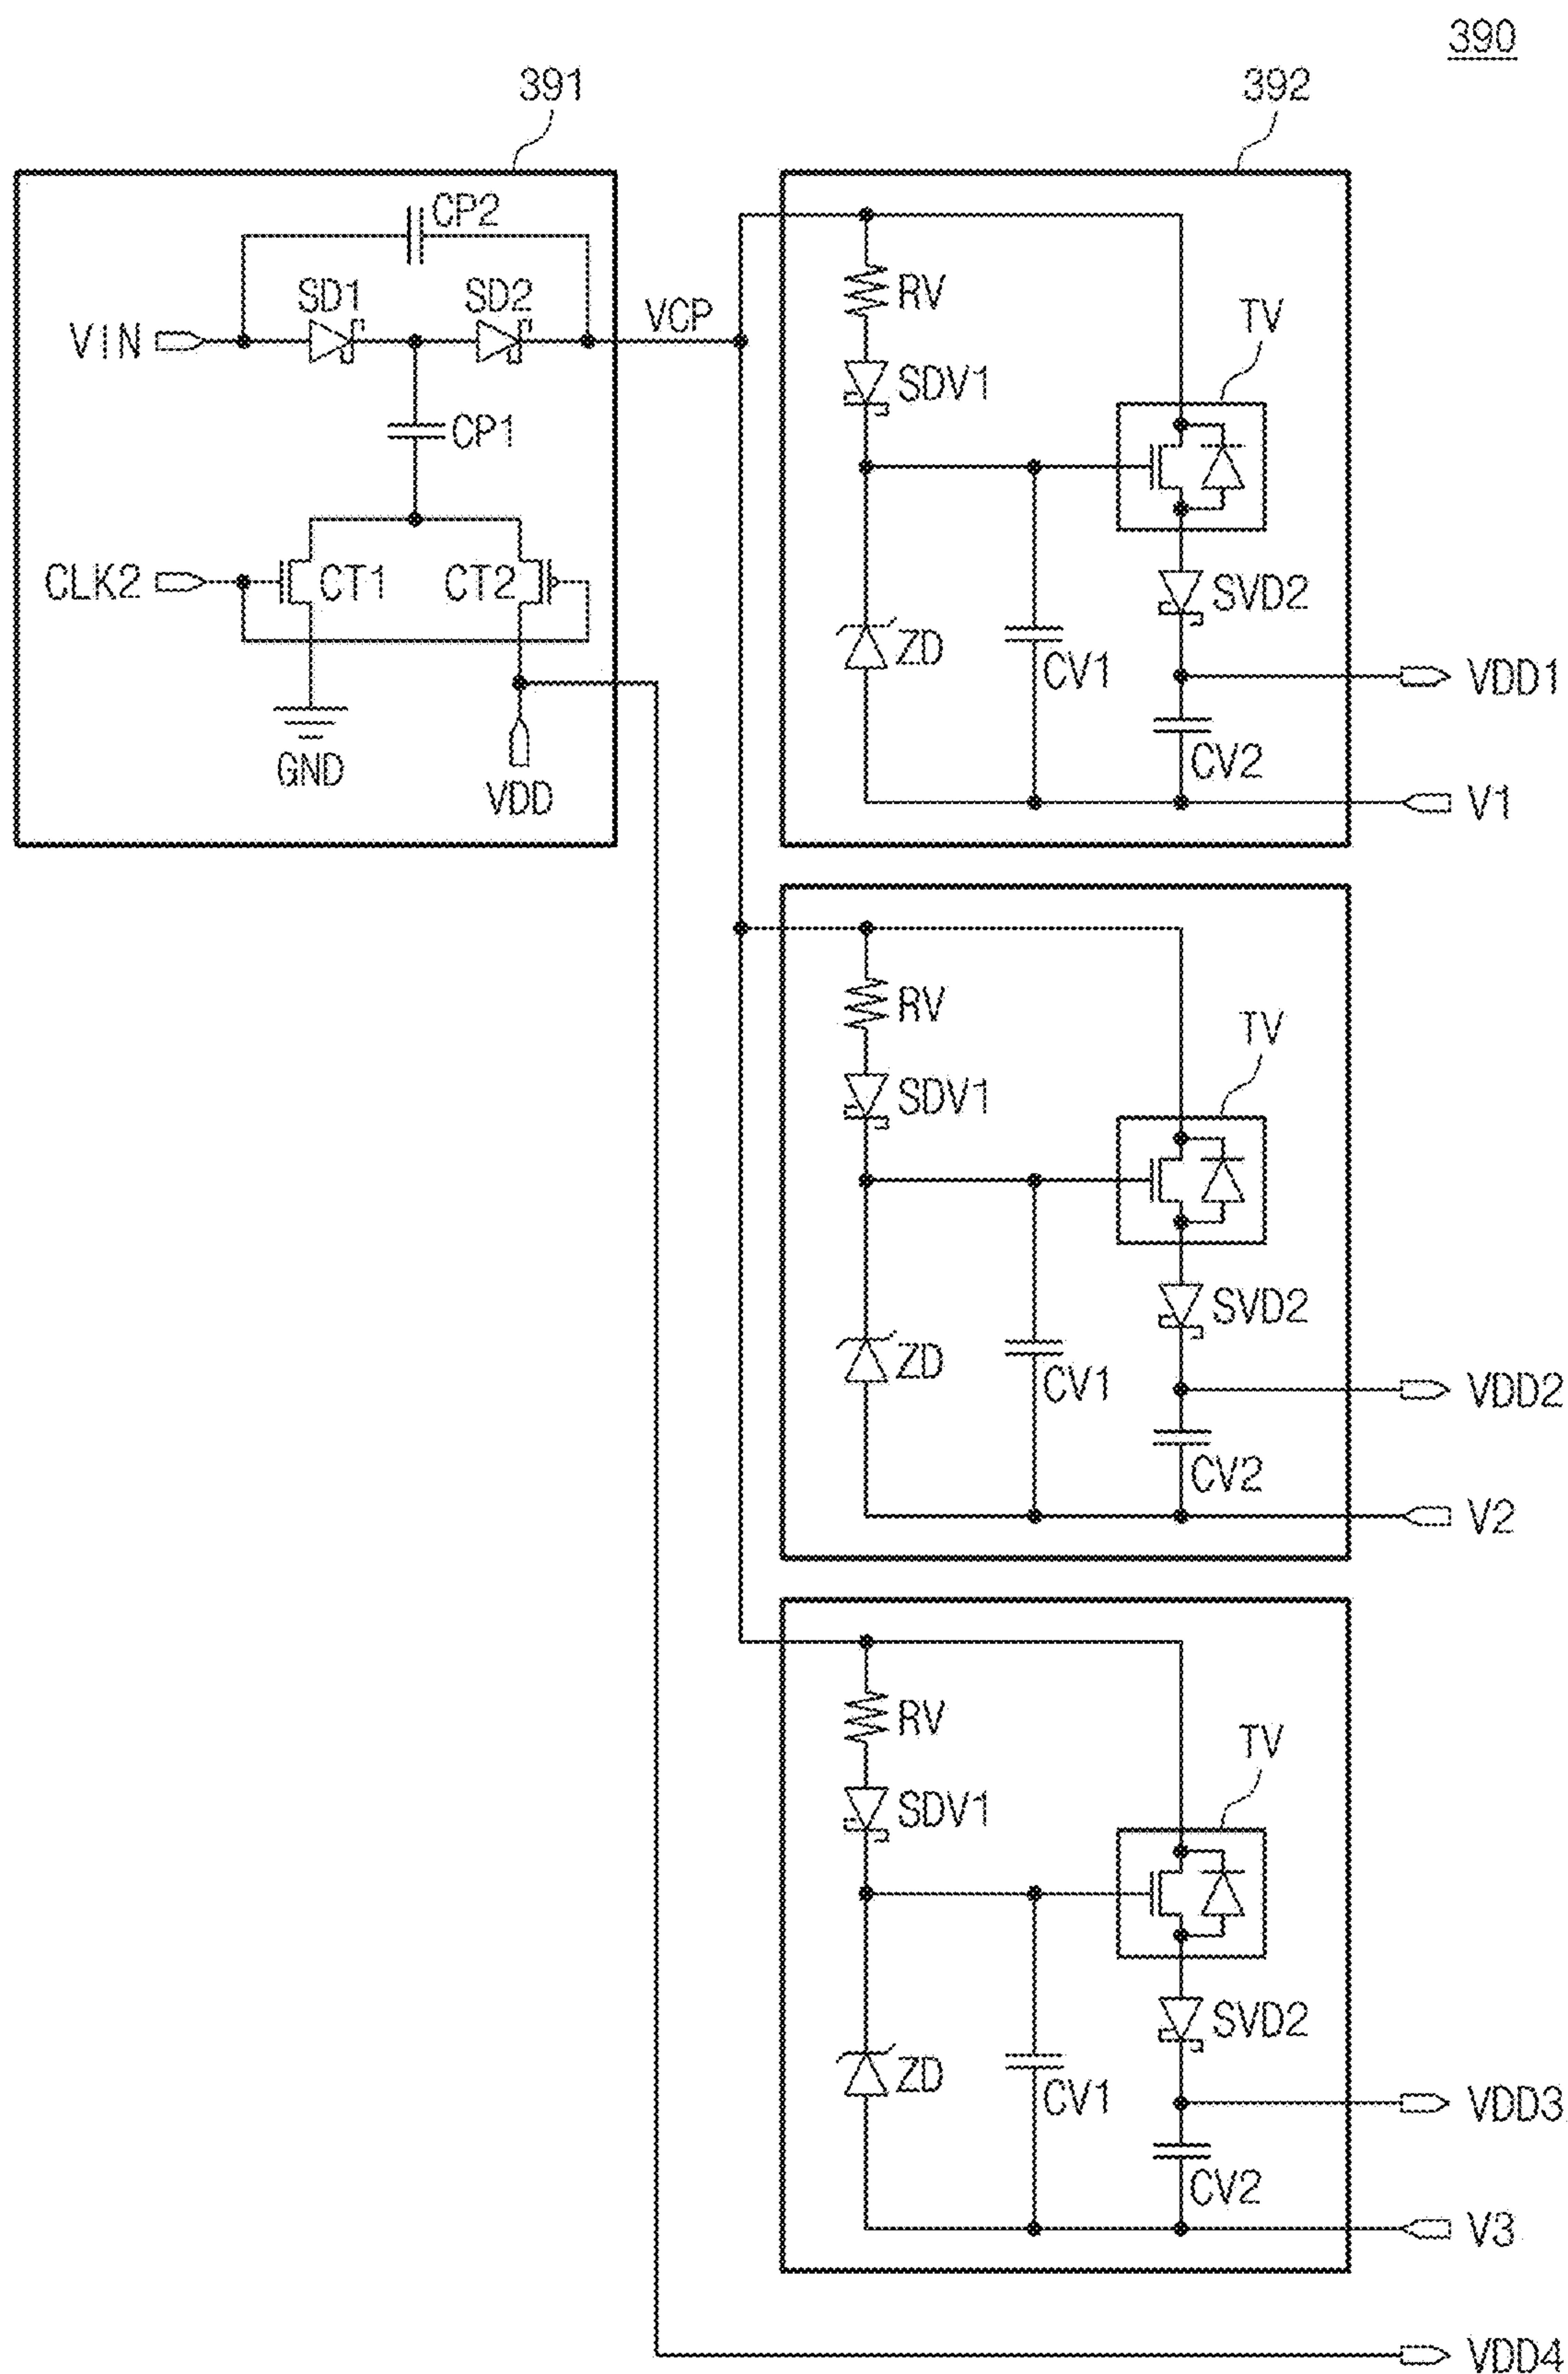 390
391
392
CP2
SD1
SD2
VIN
VCP
CP1
CLK2
CT1
CT2
GND
VDD
RV
TV
SDV1
SVD2
ZD
CV1
VDD1
CV2
V1
RV
TV
SDV1
SVD2
ZD
CV1
VDD2
CV2
V2
RV
TV
SDV1
SVD2
ZD
CV1
VDD3
CV2
V3
VDD4